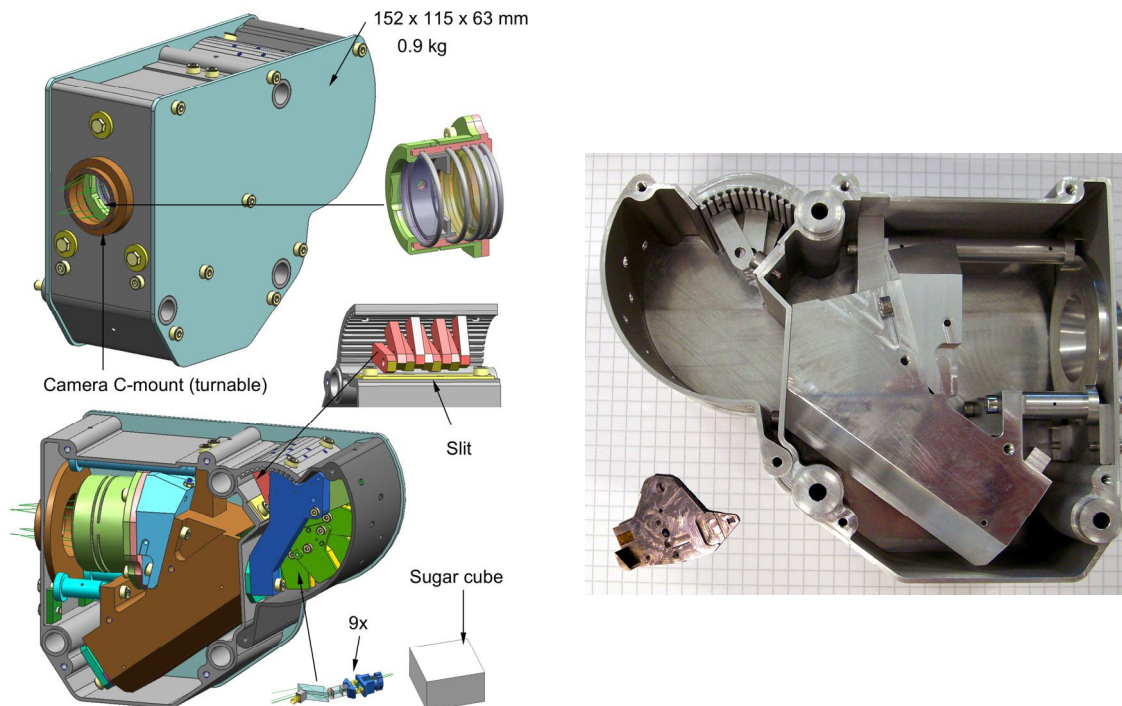 152 x 115 x 63 mm
0.9 kg
Camera C-mount (turnable)
Slit
Sugar cube
9x